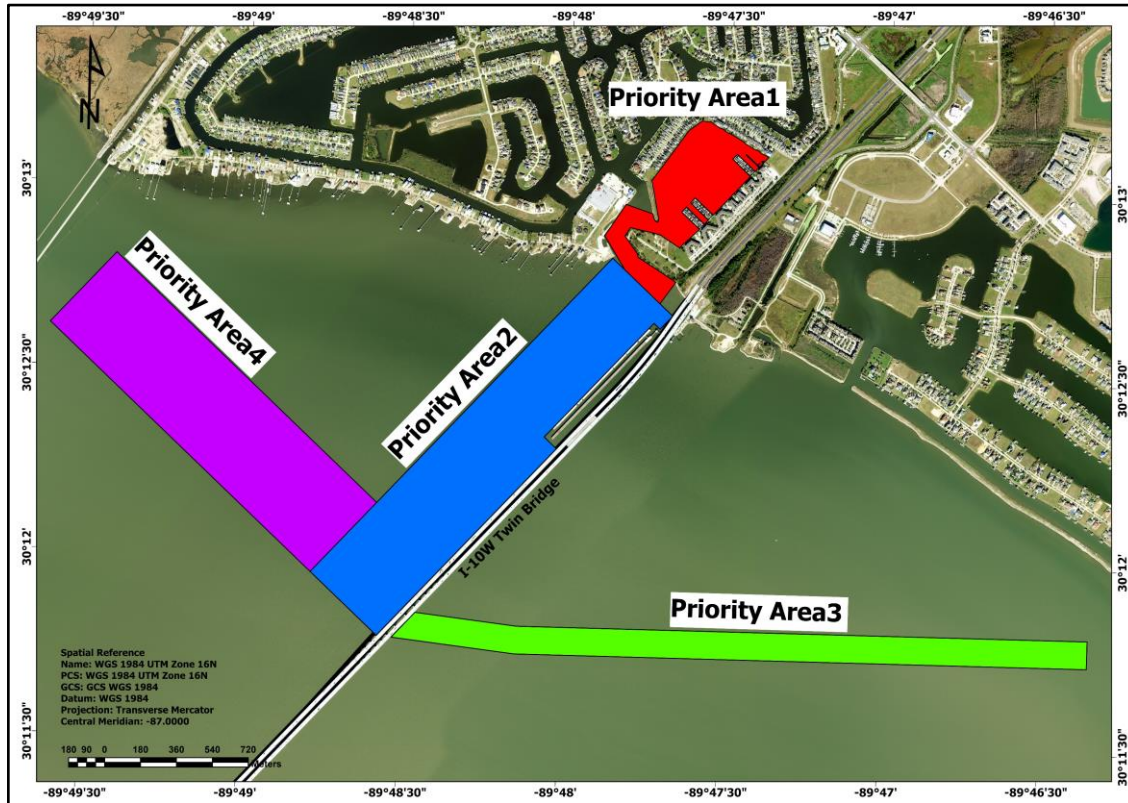 -89°49'30" -89°49' -89°48'30" -89°48' -89°47'30" -89°47' -89°46'30"
N
Priority Area1
30°13' 30°13'
Priority Area4
Priority Area2
30°12'30" 30°12'30"
I-10W Twin Bridge
30°12' 30°12'
Priority Area3
Spatial Reference
Name: WGS 1984 UTM Zone 16N
PCS: WGS 1984 UTM Zone 16N
GCS: GCS WGS 1984
Datum: WGS 1984
Projection: Transverse Mercator
Central Meridian: -87.0000
30°11'30" 30°11'30"
180 90 0 180 360 540 720
Meters
-89°49'30" -89°49' -89°48'30" -89°48' -89°47'30" -89°47' -89°46'30"